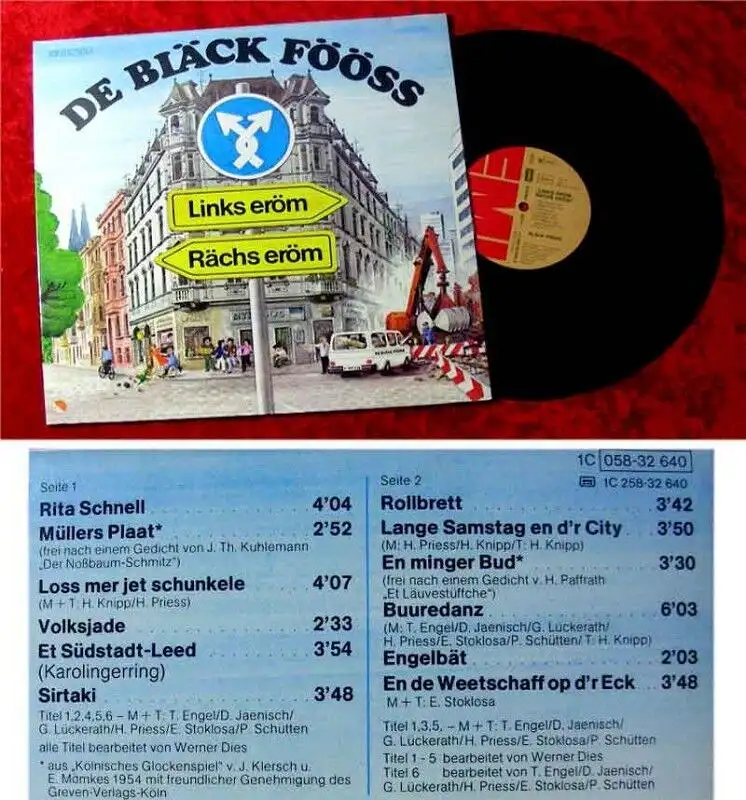 DE BLÄCK FÖÖSS
Links eröm
Rächs eröm
EMI
BLÄCK FÖÖSS
1C 058-32 640
1C 258-32 640
Seite 1
Rita Schnell 4'04
Müllers Plaat* 2'52
(frei nach einem Gedicht von J. Th. Kuhlemann
„Der Noßbaum-Schmitz")
Loss mer jet schunkele 4'07
(M + T: H. Knipp/H. Priess)
Volksjade 2'33
Et Südstadt-Leed 3'54
(Karolingerring)
Sirtaki 3'48
Titel 1,2,4,5,6 – M + T: T. Engel/D. Jaenisch/
G. Lückerath/H. Priess/E. Stoklosa/P. Schütten
alle Titel bearbeitet von Werner Dies
* aus „Kölnisches Glockenspiel" v. J. Klersch u.
E. Mömkes 1954 mit freundlicher Genehmigung des
Greven-Verlags-Köln
Seite 2
Rollbrett 3'42
Lange Samstag en d'r City 3'50
(M: H. Priess/H. Knipp/T: H. Knipp)
En minger Bud* 3'30
(frei nach einem Gedicht v. H. Paffrath
„Et Läuvestüffche")
Buuredanz 6'03
(M: T. Engel/D. Jaenisch/G. Lückerath/
H. Priess/E. Stoklosa/P. Schütten/T: H. Knipp)
Engelbät 2'03
En de Weetschaff op d'r Eck 3'48
M + T: E. Stoklosa
Titel 1,3,5, – M + T: T. Engel/D. Jaenisch/
G. Lückerath/H. Priess/E. Stoklosa/P. Schütten
Titel 1 - 5 bearbeitet von Werner Dies
Titel 6 bearbeitet von T. Engel/D. Jaenisch/
G. Lückerath/H. Priess/E. Stoklosa/P. Schütten